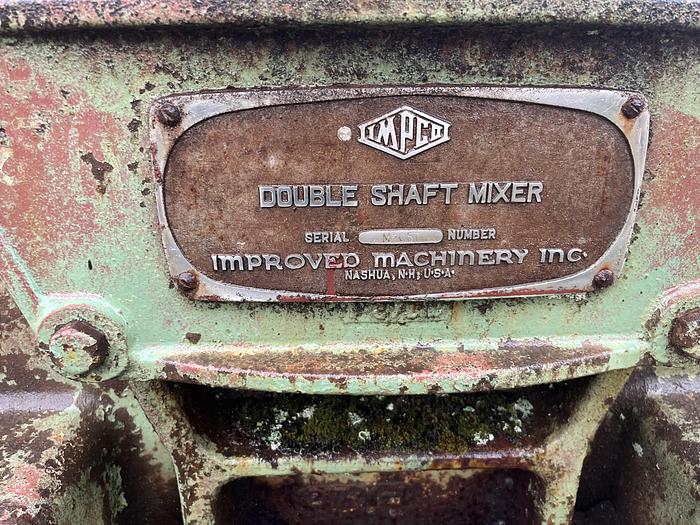 IMPCO
DOUBLE SHAFT MIXER
SERIAL NUMBER
IMPROVED MACHINERY INC.
NASHUA, N·H; U·S·A·